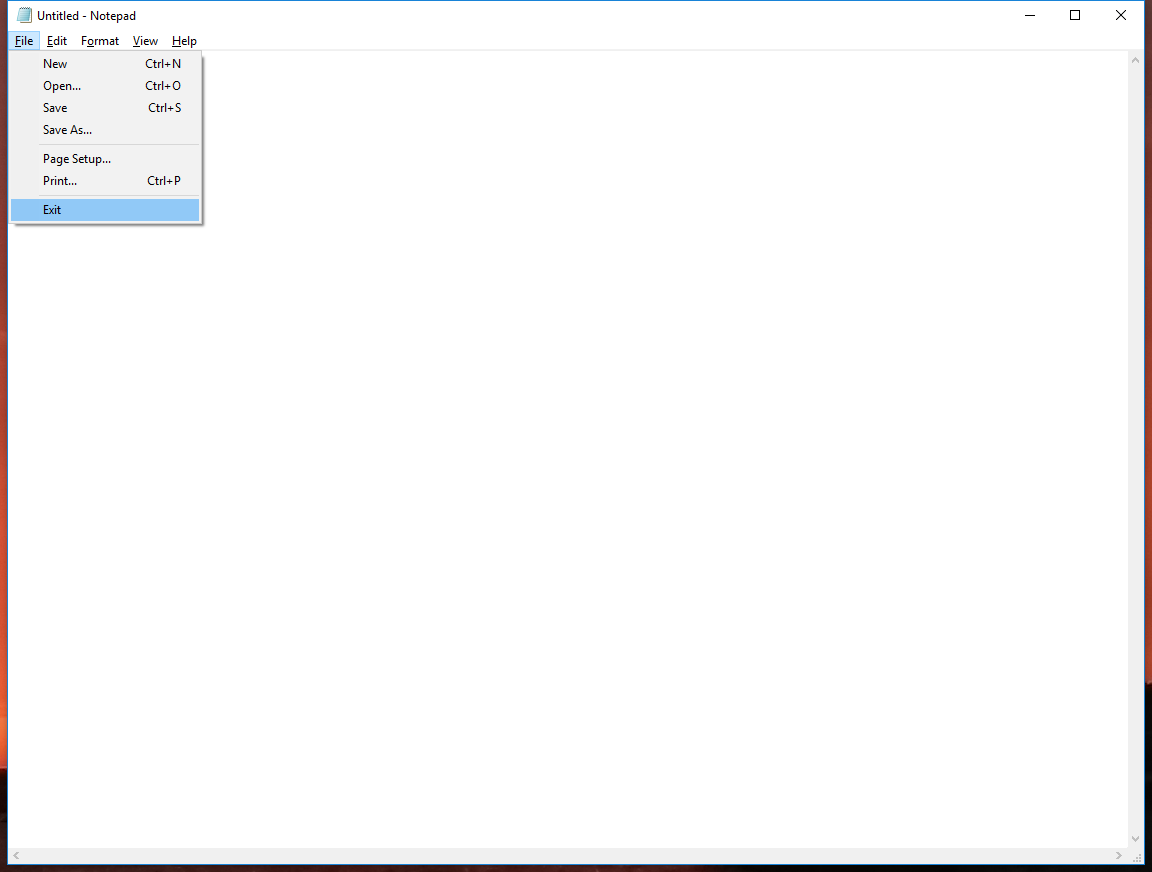 Untitled - Notepad
File Edit Format View Help
New Ctrl+N
Open... Ctrl+O
Save Ctrl+S
Save As...
Page Setup...
Print... Ctrl+P
Exit